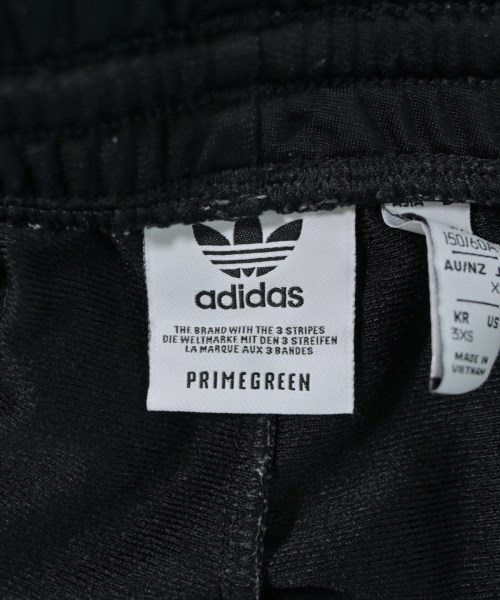 adidas
THE BRAND WITH THE 3 STRIPES
DIE WELTMARKE MIT DEN 3 STREIFEN
LA MARQUE AUX 3 BANDES
PRIMEGREEN
ASIA
150/60A
AU/NZ J
X
KR US
3XS
MADE IN
VIETNAM